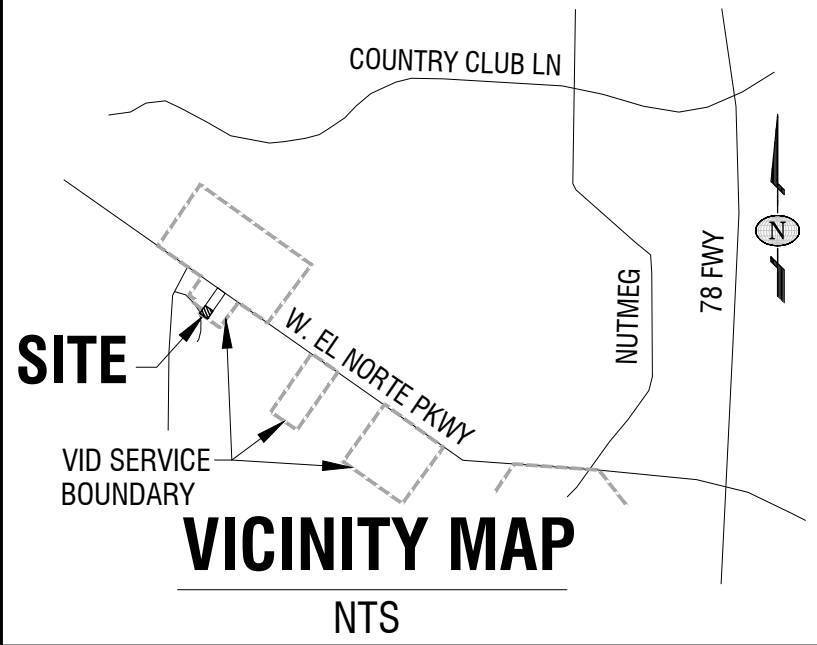 COUNTRY CLUB LN
N
78 FWY
NUTMEG
W. EL NORTE PKWY
SITE
VID SERVICE
BOUNDARY
VICINITY MAP
NTS